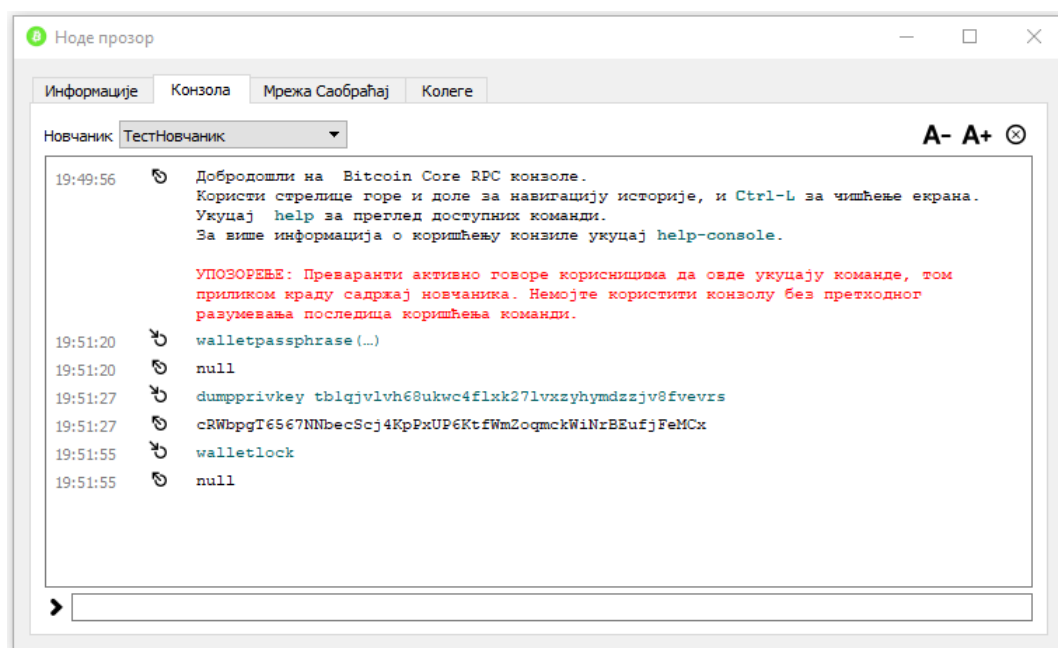 Ноде прозор
Информације Конзола Мрежа Саобраћај Колеге
Новчаник ТестНовчаник A- A+
19:49:56 Добродошли на Bitcoin Core RPC конзоле.
Користи стрелице горе и доле за навигацију историје, и Ctrl-L за чишћење екрана.
Укуцај help за преглед доступних команди.
За више информација о коришћењу конзиле укуцај help-console.
УПОЗОРЕЊЕ: Преваранти активно говоре корисницима да овде укуцају команде, том
приликом краду садржај новчаника. Немојте користити конзолу без претходног
разумевања последица коришћења команди.
19:51:20 walletpassphrase(…)
19:51:20 null
19:51:27 dumpprivkey tb1qjvlvh68ukwc4flxk27lvxzyhymdzzjv8fvevrs
19:51:27 cRWbpgT6567NNbecScj4KpPxUP6KtfWmZoqmckWiNrBEufjFeMCx
19:51:55 walletlock
19:51:55 null